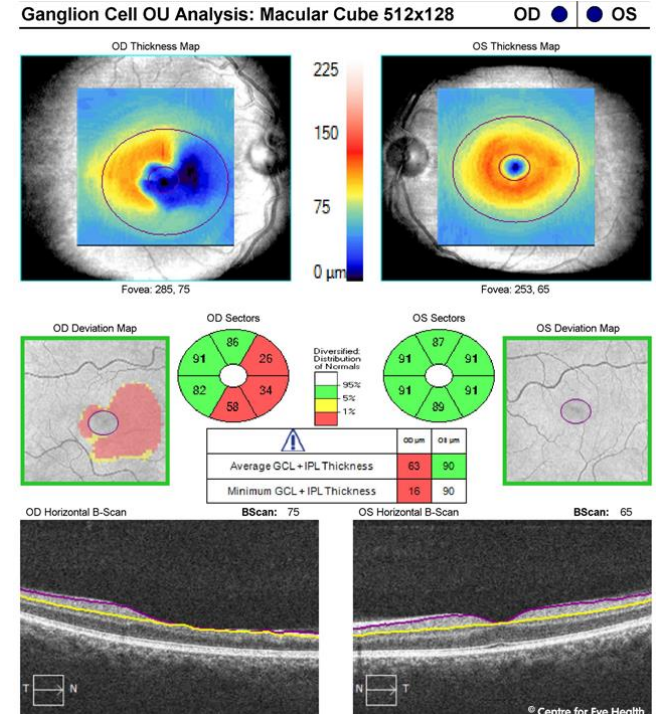 Ganglion Cell OU Analysis: Macular Cube 512x128 OD OS
OD Thickness Map
OS Thickness Map
225
150
75
0 µm
Fovea: 285, 75
Fovea: 253, 65
OD Deviation Map
OD Sectors
OS Sectors
OS Deviation Map
86
91 26
82 34
58
Diversified:
Distribution
of Normals
95%
5%
1%
87
91 91
91 91
89
OD µm OS µm
Average GCL + IPL Thickness 63 90
Minimum GCL + IPL Thickness 16 90
OD Horizontal B-Scan BScan: 75
OS Horizontal B-Scan BScan: 65
T N
N T
© Centre for Eye Health